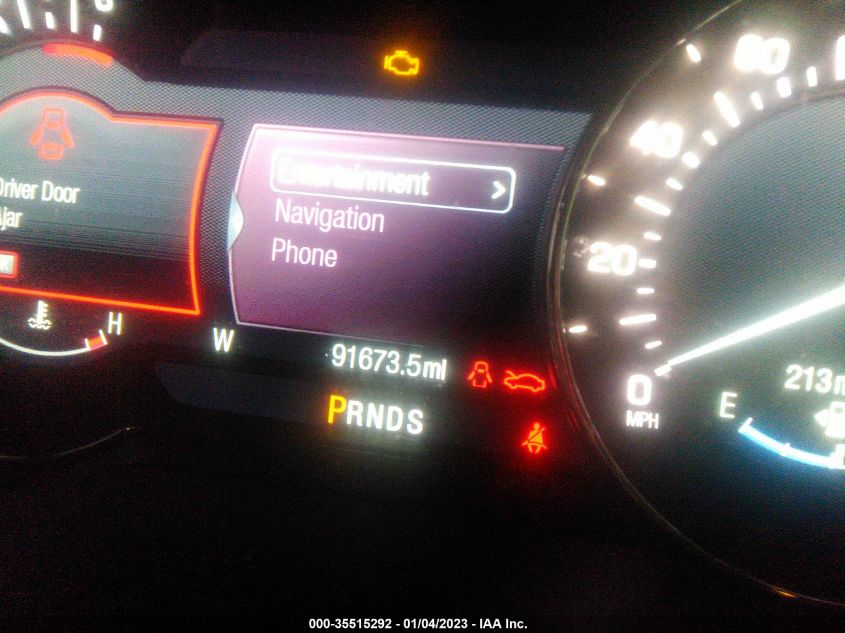 60
40
20
0
MPH
Entertainment >
Navigation
Phone
Driver Door
Ajar
H
W
91673.5mi
PRNDS
213m
E
000-35515292 - 01/04/2023 - IAA Inc.